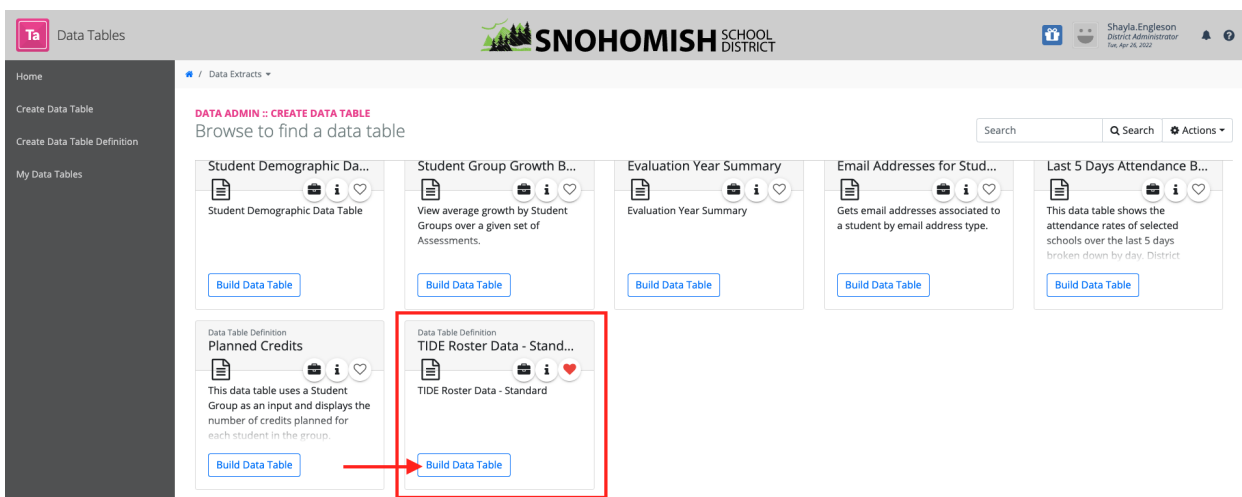 Ta Data Tables
SNOHOMISH SCHOOL DISTRICT
Shayla.Engleson
District Administrator
Tue, Apr 26, 2022
Home
Create Data Table
Create Data Table Definition
My Data Tables
/ Data Extracts
DATA ADMIN :: CREATE DATA TABLE
Browse to find a data table
Search
Search
Actions
Student Demographic Da...
Student Demographic Data Table
Build Data Table
Student Group Growth B...
View average growth by Student
Groups over a given set of
Assessments.
Build Data Table
Evaluation Year Summary
Evaluation Year Summary
Build Data Table
Email Addresses for Stud...
Gets email addresses associated to
a student by email address type.
Build Data Table
Last 5 Days Attendance B...
This data table shows the
attendance rates of selected
schools over the last 5 days
broken down by day. District
Build Data Table
Data Table Definition
Planned Credits
This data table uses a Student
Group as an input and displays the
number of credits planned for
each student in the group.
Build Data Table
Data Table Definition
TIDE Roster Data - Stand...
TIDE Roster Data - Standard
Build Data Table